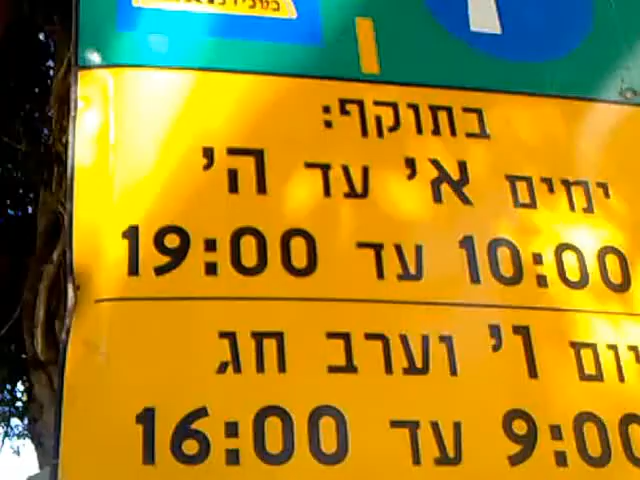 בתוקף:
ימים א' עד ה'
10:00 עד 19:00
יום ו' וערב חג
9:00 עד 16:00